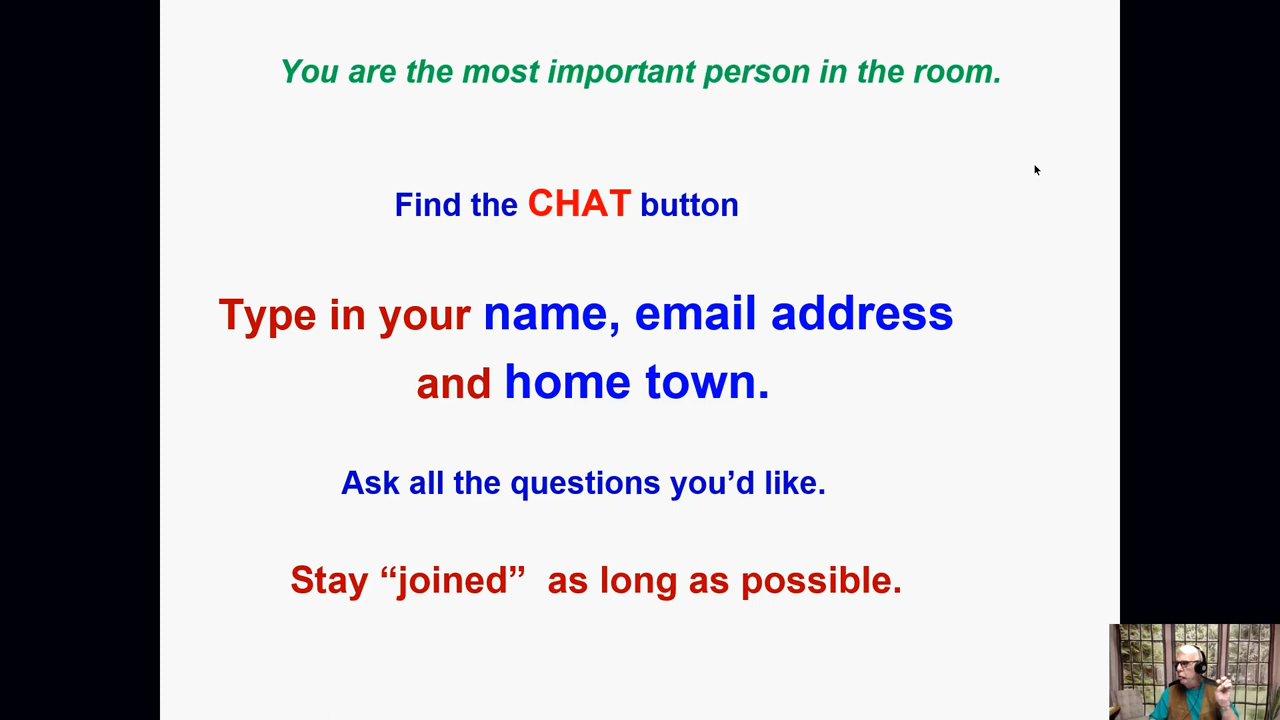 You are the most important person in the room.
Find the CHAT button
Type in your name, email address
and home town.
Ask all the questions you’d like.
Stay “joined”  as long as possible.